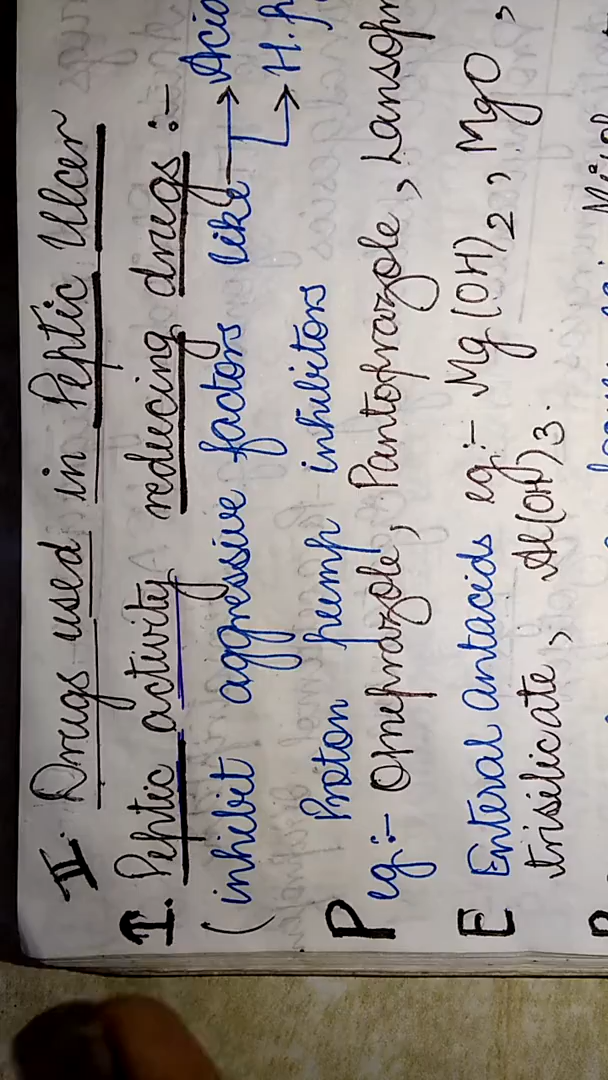 II. Drugs used in Peptic Ulcer
I. Peptic activity reducing drugs :-
(inhibit aggressive factors like → Acid
→ H.p
P Proton pump inhibitors
eg:- Omeprazole, Pantoprazole, Lansopr
E Enteral antacids eg:- Mg(OH)2, MgO,
trisilicate, Al(OH)3.